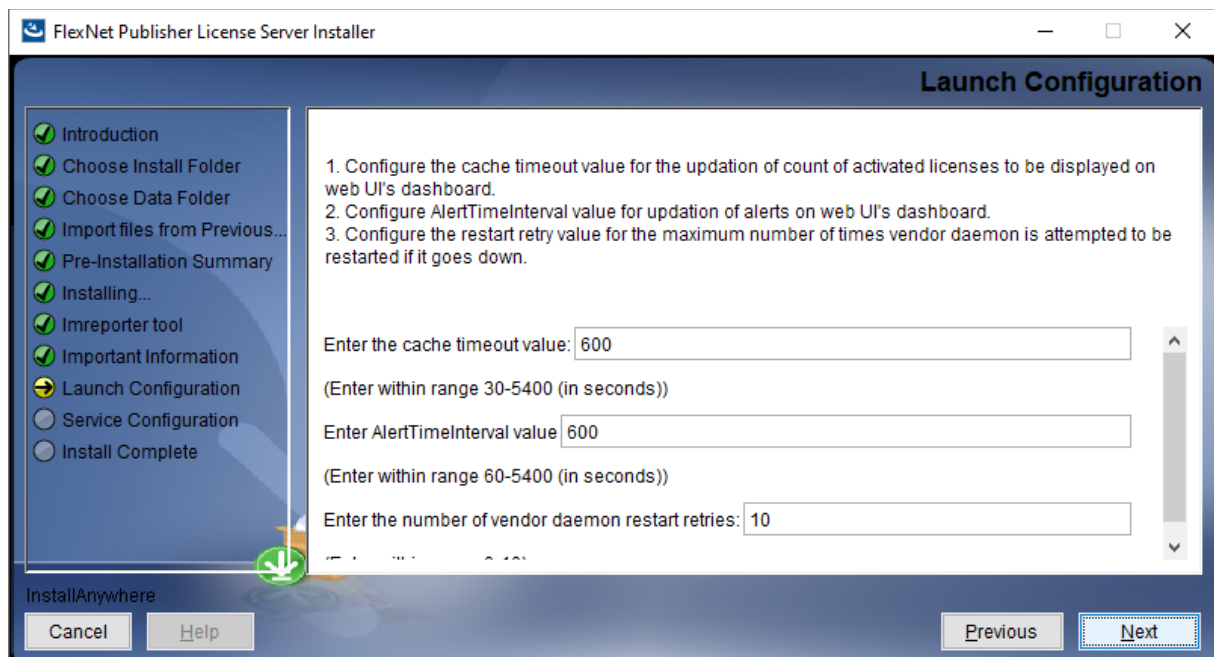 FlexNet Publisher License Server Installer
Launch Configuration
Introduction
Choose Install Folder
Choose Data Folder
Import files from Previous...
Pre-Installation Summary
Installing...
lmreporter tool
Important Information
Launch Configuration
Service Configuration
Install Complete
1. Configure the cache timeout value for the updation of count of activated licenses to be displayed on
web UI's dashboard.
2. Configure AlertTimeInterval value for updation of alerts on web UI's dashboard.
3. Configure the restart retry value for the maximum number of times vendor daemon is attempted to be
restarted if it goes down.
Enter the cache timeout value: 600
(Enter within range 30-5400 (in seconds))
Enter AlertTimeInterval value 600
(Enter within range 60-5400 (in seconds))
Enter the number of vendor daemon restart retries: 10
InstallAnywhere
Cancel
Help
Previous
Next